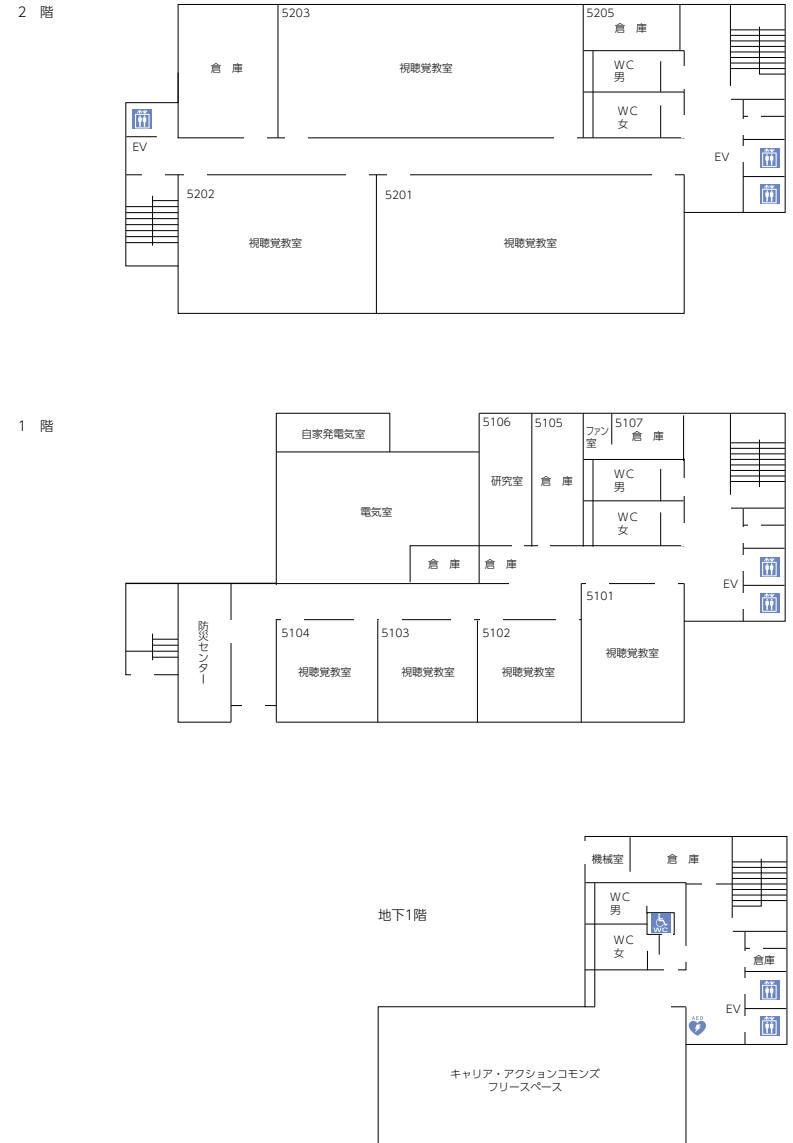 2 階
5203
5205
倉 庫
倉 庫
視聴覚教室
WC
男
WC
女
EV
EV
5202
5201
視聴覚教室
視聴覚教室
1 階
自家発電気室
5106
5105
ファン
室
5107
倉 庫
研究室
倉 庫
WC
男
電気室
WC
女
倉 庫
倉 庫
EV
5101
防災センター
5104
5103
5102
視聴覚教室
視聴覚教室
視聴覚教室
視聴覚教室
機械室
倉 庫
地下1階
WC
男
WC
WC
女
倉庫
EV
AED
キャリア・アクションコモンズ
フリースペース